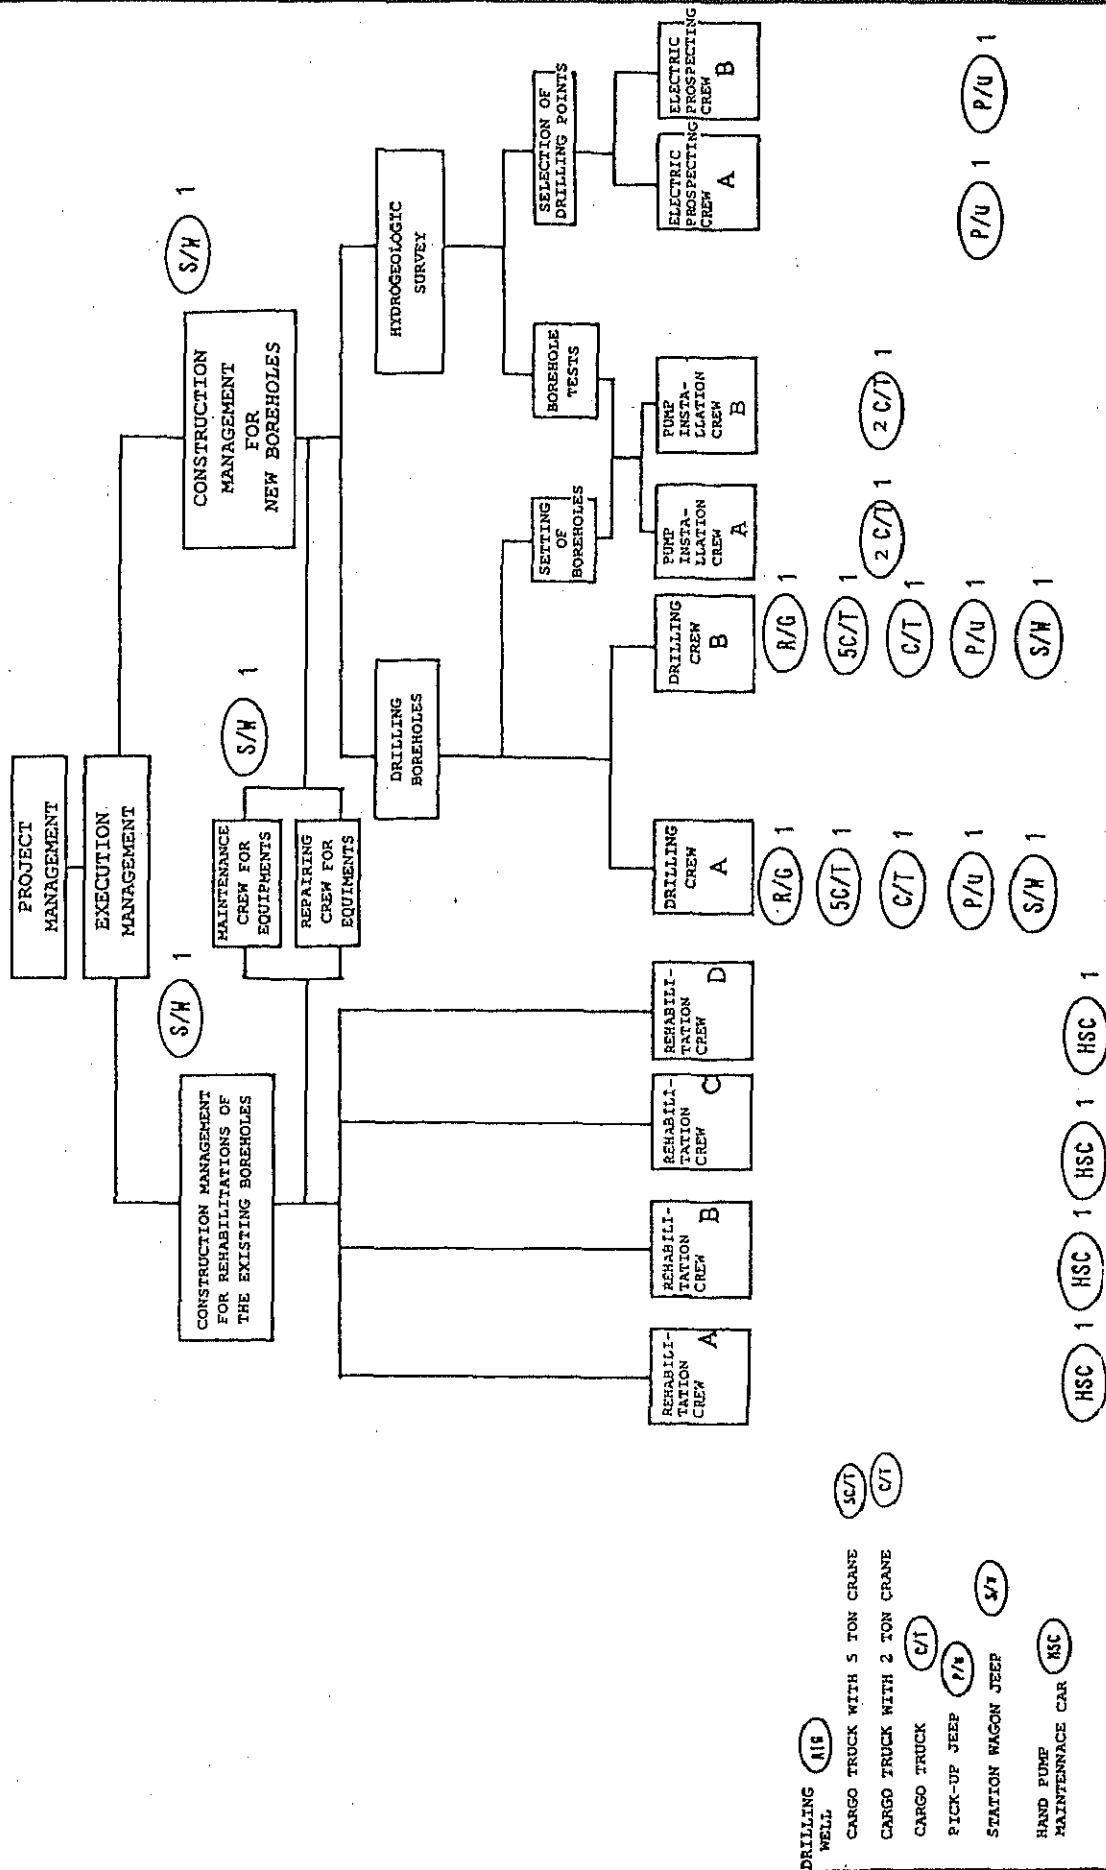 PROJECT
MANAGEMENT
EXECUTION
MANAGEMENT
S/W 1
S/W 1
CONSTRUCTION MANAGEMENT
FOR REHABILITATIONS OF
THE EXISTING BOREHOLES
CONSTRUCTION
MANAGEMENT
FOR
NEW BOREHOLES
MAINTENANCE
CREW FOR
EQUIPMENTS
S/W 1
REPAIRING
CREW FOR
EQUIMENTS
DRILLING
BOREHOLES
HYDROGEOLOGIC
SURVEY
SETTING
OF
BOREHOLES
BOREHOLE
TESTS
SELECTION OF
DRILLING POINTS
REHABILI-
TATION
CREW
A
REHABILI-
TATION
CREW
B
REHABILI-
TATION
CREW
C
REHABILI-
TATION
CREW
D
DRILLING
CREW
A
DRILLING
CREW
B
PUMP
INSTA-
LLATION
CREW
A
PUMP
INSTA-
LLATION
CREW
B
ELECTRIC
PROSPECTING
CREW
A
ELECTRIC
PROSPECTING
CREW
B
R/G 1
R/G 1
5C/T 1
5C/T 1
2 C/T 1
2 C/T 1
C/T 1
C/T 1
P/u 1
P/u 1
P/u 1
P/u 1
S/W 1
S/W 1
HSC 1
HSC 1
HSC 1
HSC 1
DRILLING
WELL
CARGO TRUCK WITH 5 TON CRANE 5C/T
CARGO TRUCK WITH 2 TON CRANE C/T
CARGO TRUCK C/T
PICK-UP JEEP P/u
STATION WAGON JEEP S/W
HAND PUMP
MAINTENNACE CAR HSC